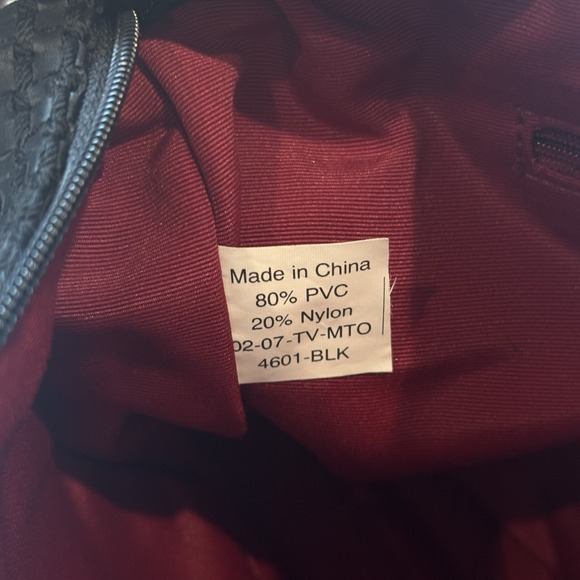 Made in China
80% PVC
20% Nylon
02-07-TV-MTO
4601-BLK